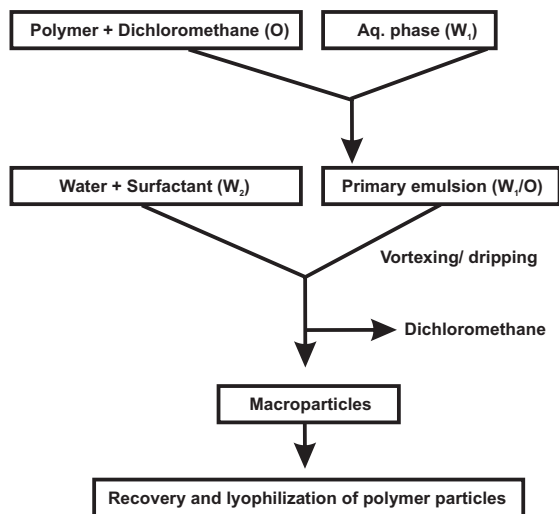 Polymer + Dichloromethane (O)
Aq. phase (W₁)
Water + Surfactant (W₂)
Primary emulsion (W₁/O)
Vortexing/ dripping
Dichloromethane
Macroparticles
Recovery and lyophilization of polymer particles